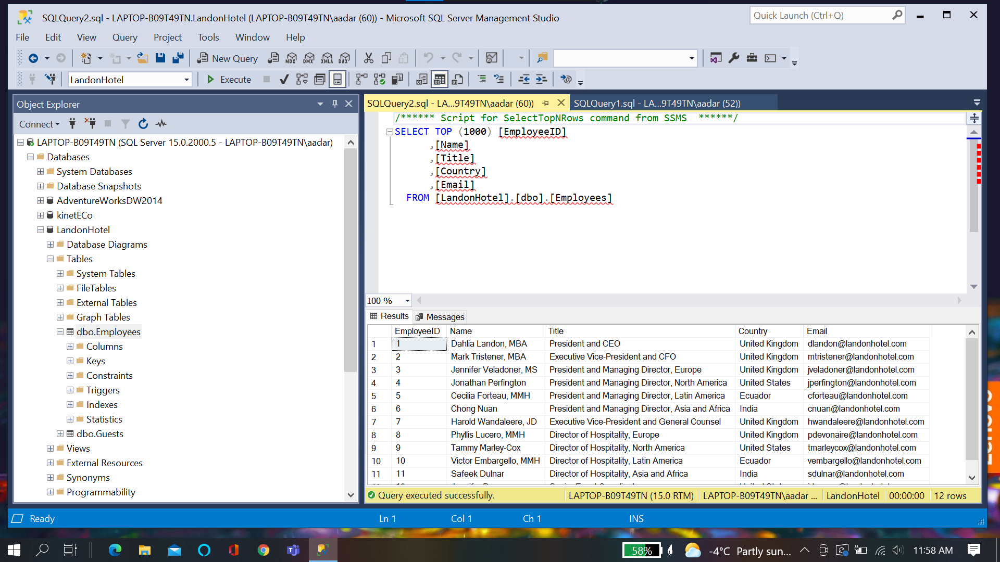 SQLQuery2.sql - LAPTOP-B09T49TN.LandonHotel (LAPTOP-B09T49TN\aadar (60)) - Microsoft SQL Server Management Studio
Quick Launch (Ctrl+Q)
File Edit View Query Project Tools Window Help
New Query MDX DMX XMLA DAX
LandonHotel Execute
Object Explorer
Connect
LAPTOP-B09T49TN (SQL Server 15.0.2000.5 - LAPTOP-B09T49TN\aadar)
Databases
System Databases
Database Snapshots
AdventureWorksDW2014
kinetECo
LandonHotel
Database Diagrams
Tables
System Tables
FileTables
External Tables
Graph Tables
dbo.Employees
Columns
Keys
Constraints
Triggers
Indexes
Statistics
dbo.Guests
Views
External Resources
Synonyms
Programmability
SQLQuery2.sql - LA...9T49TN\aadar (60)) SQLQuery1.sql - LA...9T49TN\aadar (52))
/****** Script for SelectTopNRows command from SSMS ******/
SELECT TOP (1000) [EmployeeID]
,[Name]
,[Title]
,[Country]
,[Email]
FROM [LandonHotel].[dbo].[Employees]
100 %
Results Messages
EmployeeID Name Title Country Email
1 1 Dahlia Landon, MBA President and CEO United Kingdom dlandon@landonhotel.com
2 2 Mark Tristener, MBA Executive Vice-President and CFO United Kingdom mtristener@landonhotel.com
3 3 Jennifer Veladoner, MS President and Managing Director, Europe United Kingdom jveladoner@landonhotel.com
4 4 Jonathan Perfington President and Managing Director, North America United States jperfington@landonhotel.com
5 5 Cecilia Forteau, MMH President and Managing Director, Latin America Ecuador cforteau@landonhotel.com
6 6 Chong Nuan President and Managing Director, Asia and Africa India cnuan@landonhotel.com
7 7 Harold Wandaleere, JD Executive Vice-President and General Counsel United Kingdom hwandaleere@landonhotel.com
8 8 Phyllis Lucero, MMH Director of Hospitality, Europe United Kingdom pdevonaire@landonhotel.com
9 9 Tammy Marley-Cox Director of Hospitality, North America United States tmarleycox@landonhotel.com
10 10 Victor Embargello, MMH Director of Hospitality, Latin America Ecuador vembargello@landonhotel.com
11 11 Safeek Dulnar Director of Hospitality, Asia and Africa India sdulnar@landonhotel.com
Query executed successfully. LAPTOP-B09T49TN (15.0 RTM) LAPTOP-B09T49TN\aadar ... LandonHotel 00:00:00 12 rows
Ready Ln 1 Col 1 Ch 1 INS
58% -4°C Partly sun... 11:58 AM